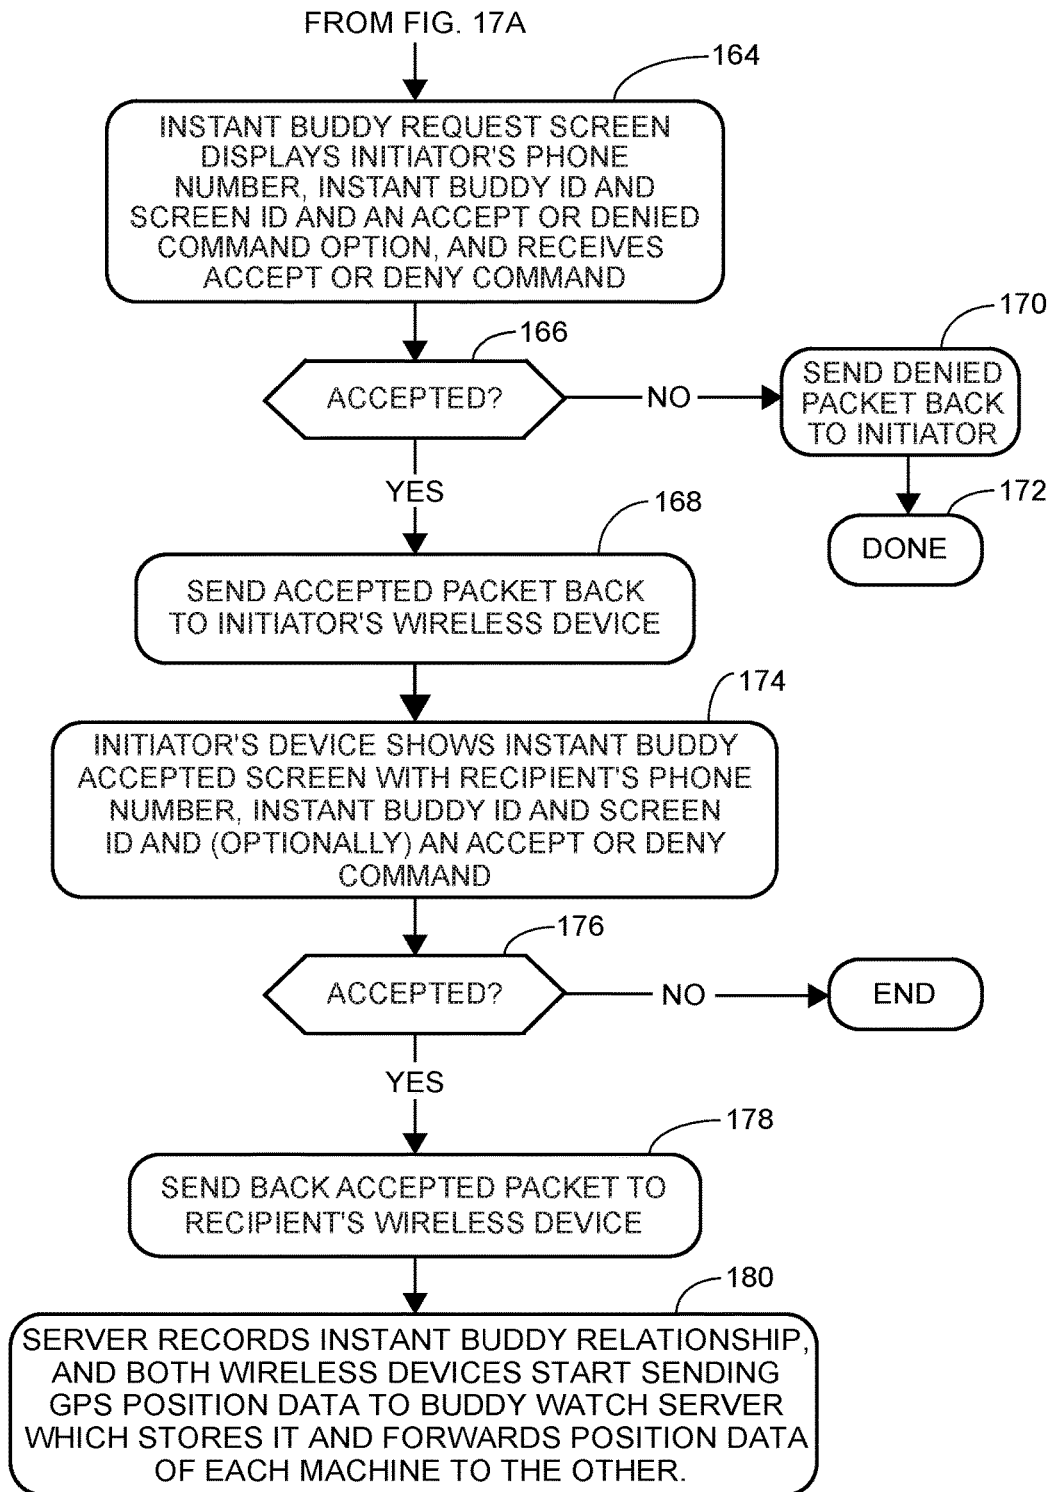 FROM FIG. 17A
164
INSTANT BUDDY REQUEST SCREEN
DISPLAYS INITIATOR'S PHONE
NUMBER, INSTANT BUDDY ID AND
SCREEN ID AND AN ACCEPT OR DENIED
COMMAND OPTION, AND RECEIVES
ACCEPT OR DENY COMMAND
166
ACCEPTED?
NO
170
SEND DENIED
PACKET BACK
TO INITIATOR
172
DONE
YES
168
SEND ACCEPTED PACKET BACK
TO INITIATOR'S WIRELESS DEVICE
174
INITIATOR'S DEVICE SHOWS INSTANT BUDDY
ACCEPTED SCREEN WITH RECIPIENT'S PHONE
NUMBER, INSTANT BUDDY ID AND SCREEN
ID AND (OPTIONALLY) AN ACCEPT OR DENY
COMMAND
176
ACCEPTED?
NO
END
YES
178
SEND BACK ACCEPTED PACKET TO
RECIPIENT'S WIRELESS DEVICE
180
SERVER RECORDS INSTANT BUDDY RELATIONSHIP,
AND BOTH WIRELESS DEVICES START SENDING
GPS POSITION DATA TO BUDDY WATCH SERVER
WHICH STORES IT AND FORWARDS POSITION DATA
OF EACH MACHINE TO THE OTHER.